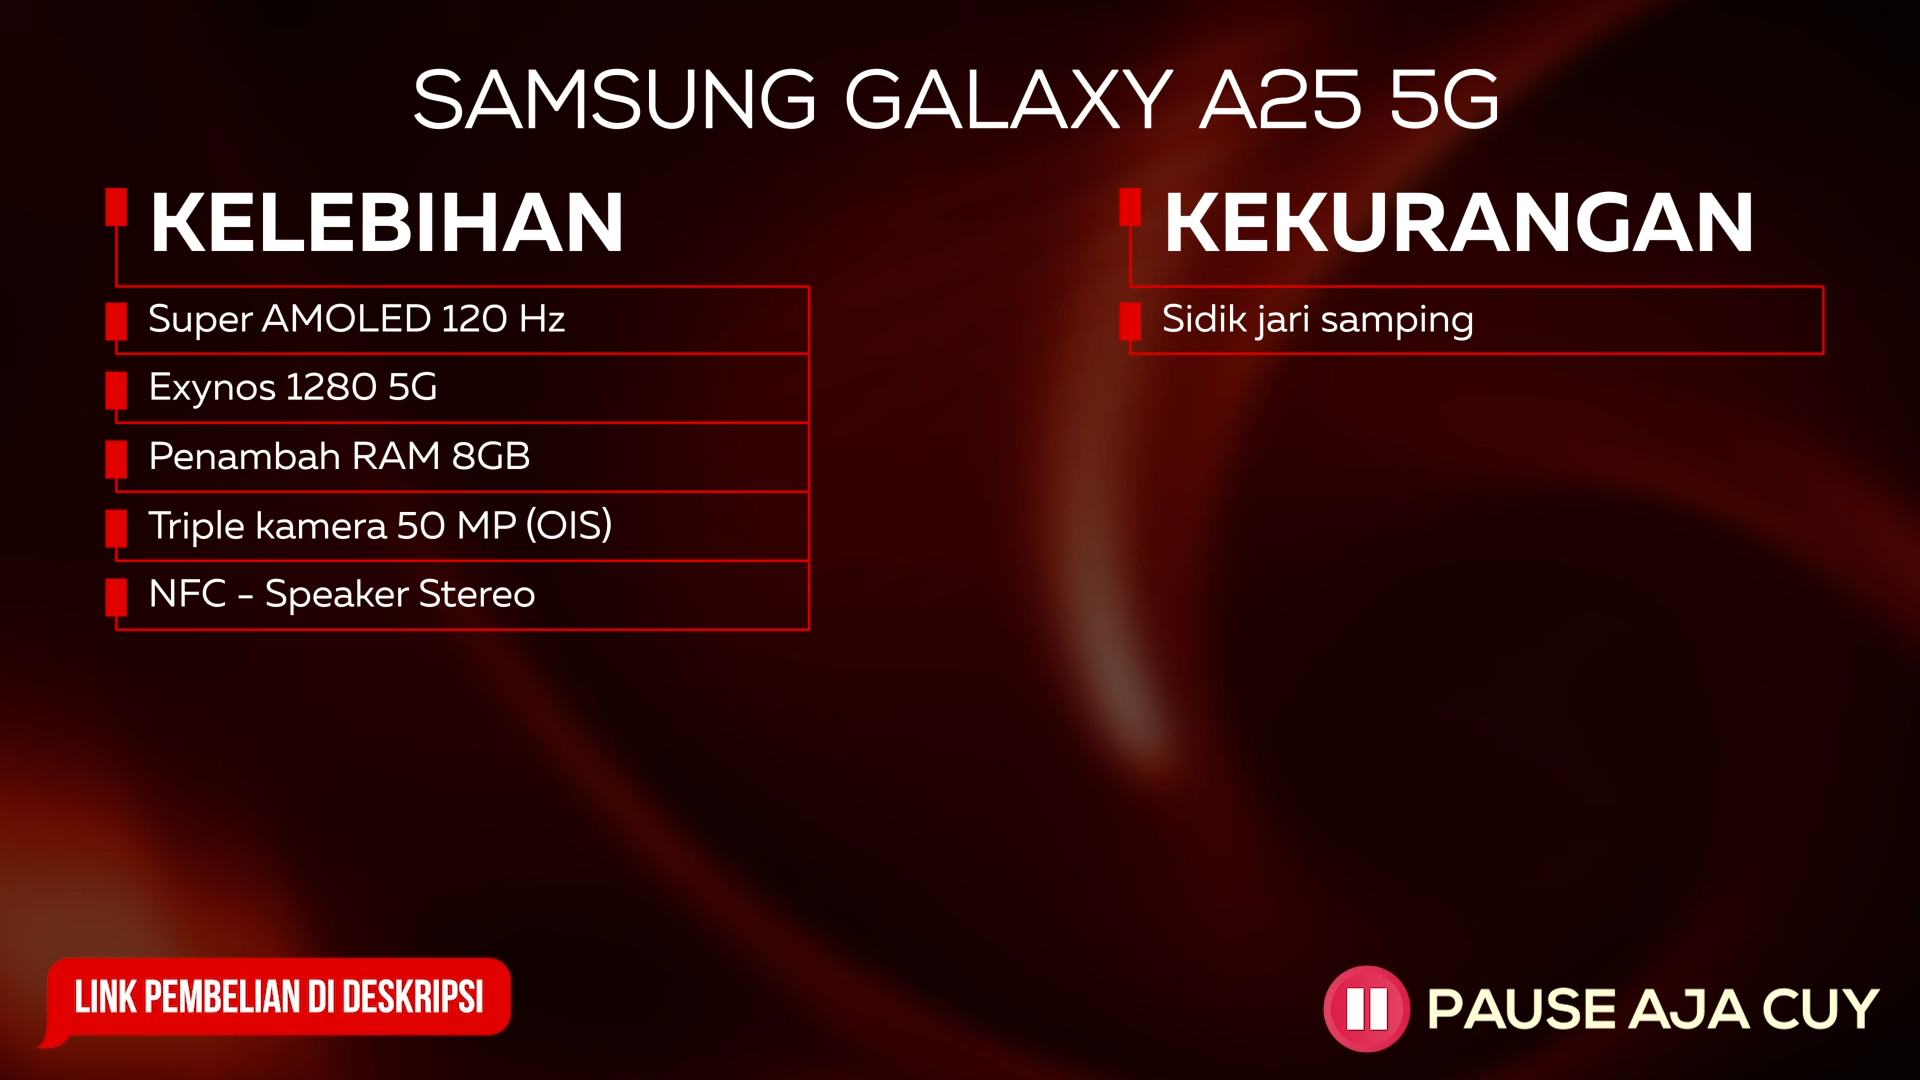 SAMSUNG GALAXY A25 5G
KELEBIHAN
Super AMOLED 120 Hz
Exynos 1280 5G
Penambah RAM 8GB
Triple kamera 50 MP (OIS)
NFC - Speaker Stereo
KEKURANGAN
Sidik jari samping
LINK PEMBELIAN DI DESKRIPSI
PAUSE AJA CUY